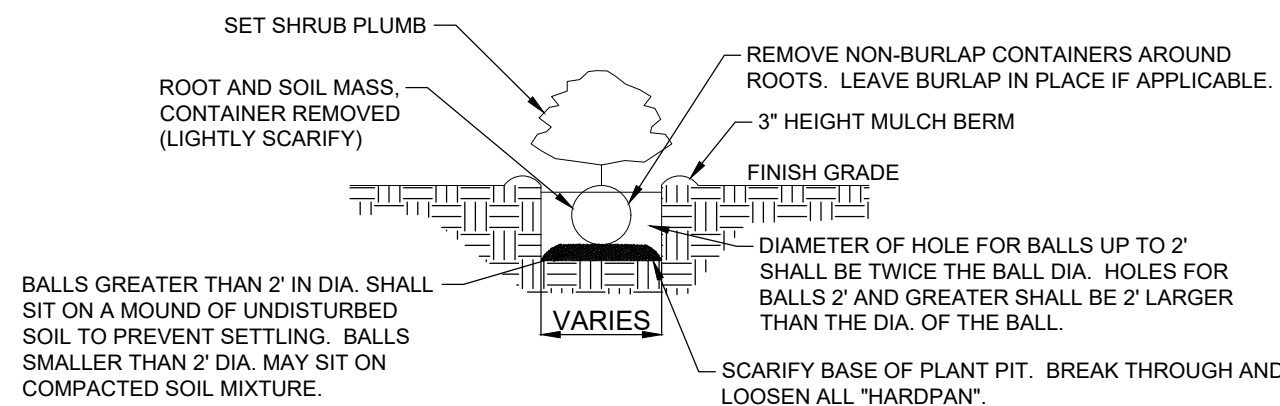 SET SHRUB PLUMB
ROOT AND SOIL MASS,
CONTAINER REMOVED
(LIGHTLY SCARIFY)
REMOVE NON-BURLAP CONTAINERS AROUND
ROOTS.  LEAVE BURLAP IN PLACE IF APPLICABLE.
3" HEIGHT MULCH BERM
FINISH GRADE
BALLS GREATER THAN 2' IN DIA. SHALL
SIT ON A MOUND OF UNDISTURBED
SOIL TO PREVENT SETTLING.  BALLS
SMALLER THAN 2' DIA. MAY SIT ON
COMPACTED SOIL MIXTURE.
VARIES
DIAMETER OF HOLE FOR BALLS UP TO 2'
SHALL BE TWICE THE BALL DIA.  HOLES FOR
BALLS 2' AND GREATER SHALL BE 2' LARGER
THAN THE DIA. OF THE BALL.
SCARIFY BASE OF PLANT PIT.  BREAK THROUGH AND
LOOSEN ALL "HARDPAN".